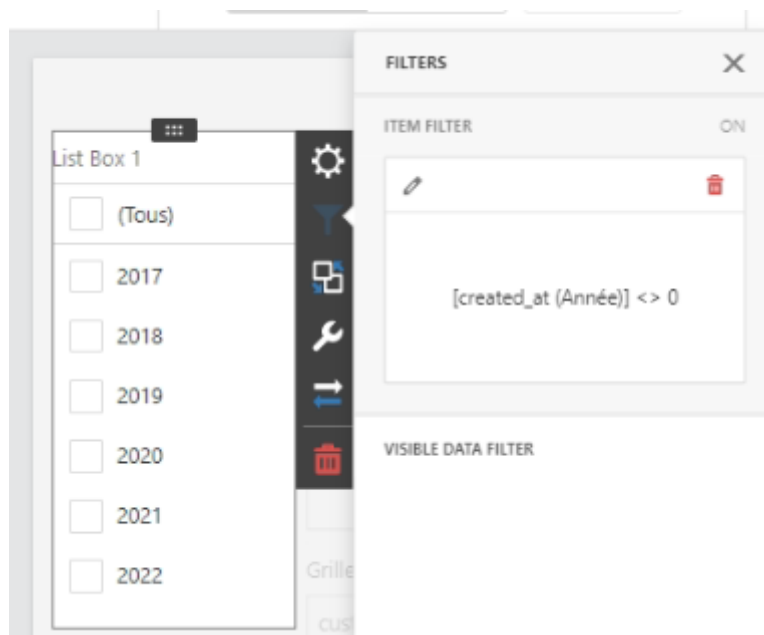 FILTERS
ITEM FILTER ON
List Box 1
(Tous)
2017
[created_at (Année)] <> 0
2018
2019
2020
VISIBLE DATA FILTER
2021
2022
Grille
cust